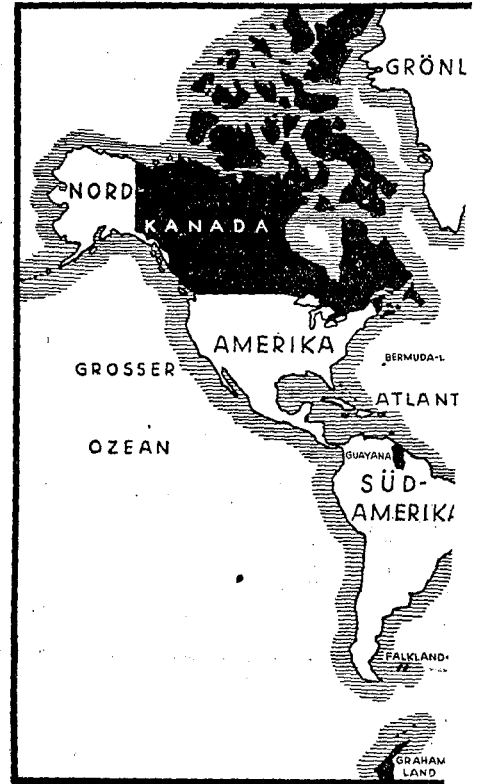 GRÖNL
NORD-
KANADA
AMERIKA
GROSSER
BERMUDA-I.
ATLANT
OZEAN
GUAYANA
SÜD-
AMERIKA
FALKLAND
GRAHAM
LAND